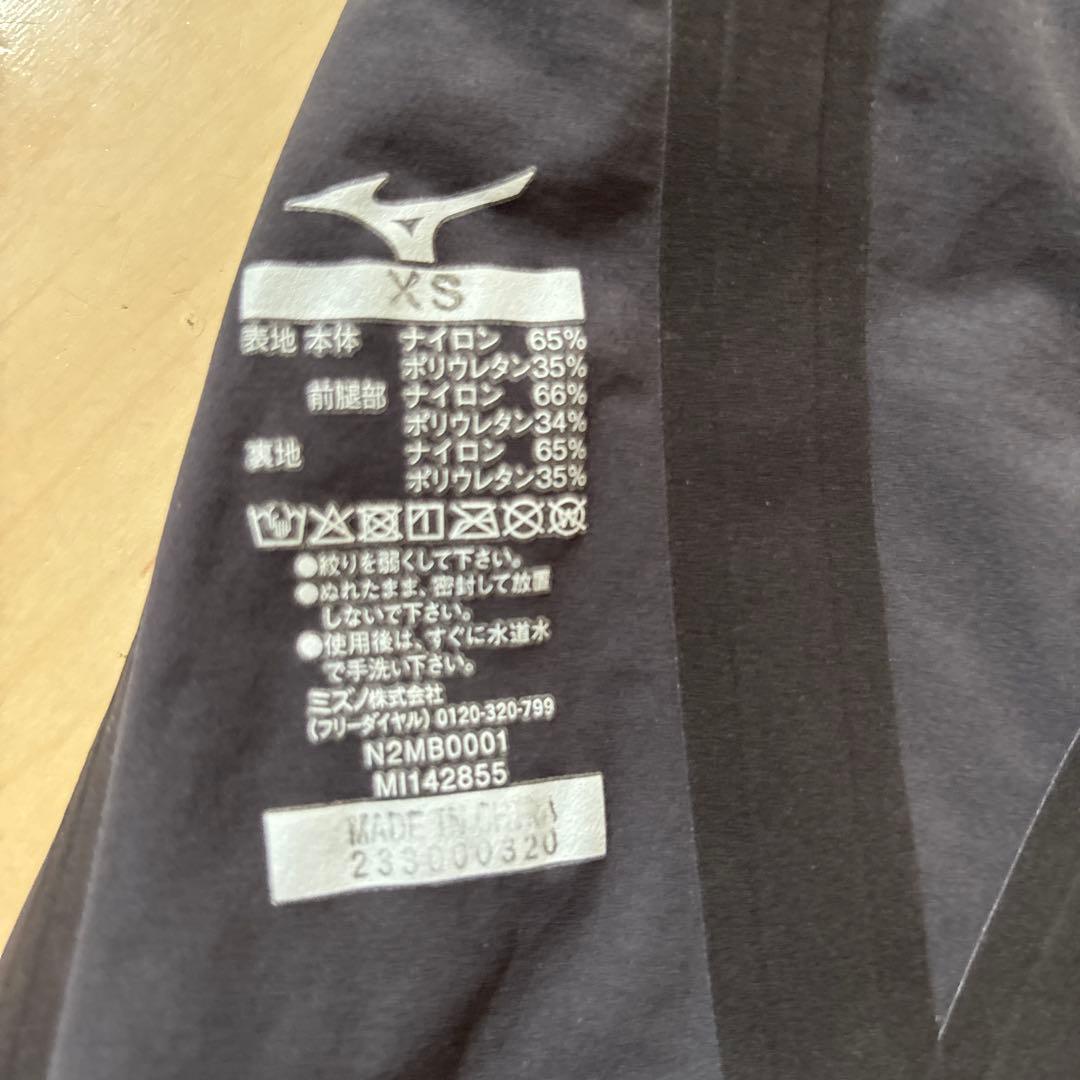 XS
表地 本体 ナイロン 65%
ポリウレタン35%
前腿部 ナイロン 66%
ポリウレタン34%
裏地 ナイロン 65%
ポリウレタン35%
●絞りを弱くして下さい。
●ぬれたまま、密封して放置
しないで下さい。
●使用後は、すぐに水道水
で手洗い下さい。
ミズノ株式会社
(フリーダイヤル) 0120-320-799
N2MB0001
MI142855
MADE IN CHINA
233000320